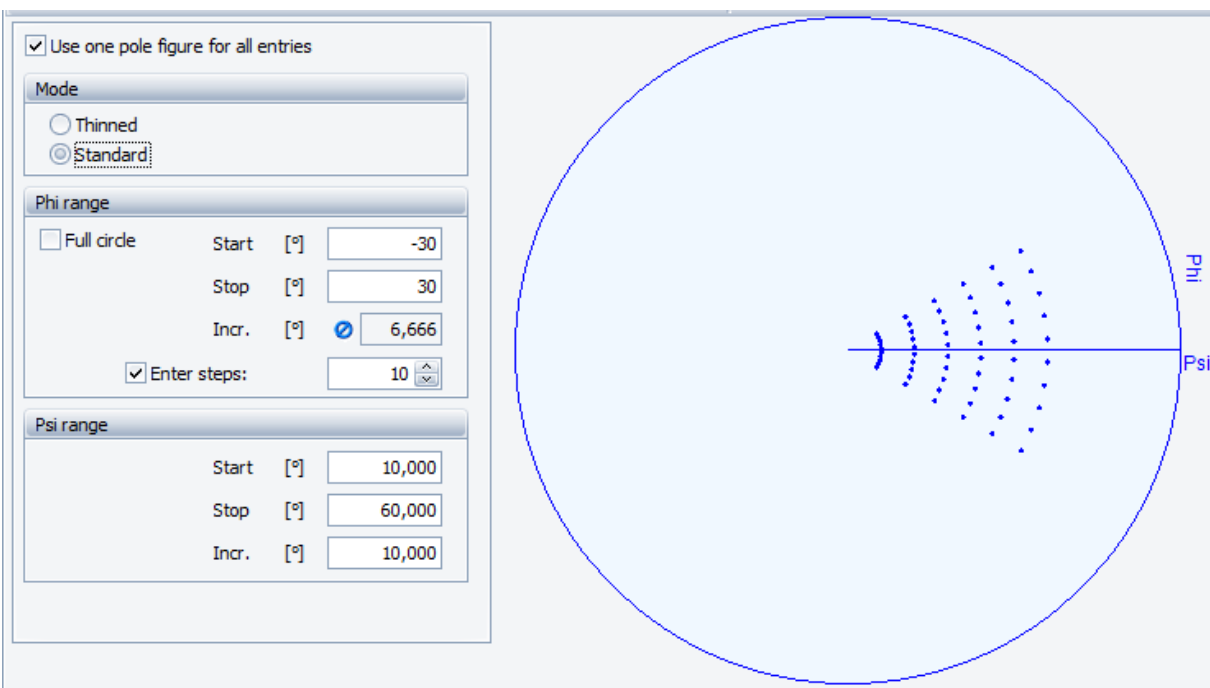 Use one pole figure for all entries
Mode
Thinned
Standard
Phi range
Full circle Start [°] -30
Stop [°] 30
Incr. [°] 6,666
Enter steps: 10
Psi range
Start [°] 10,000
Stop [°] 60,000
Incr. [°] 10,000
Phi
Psi